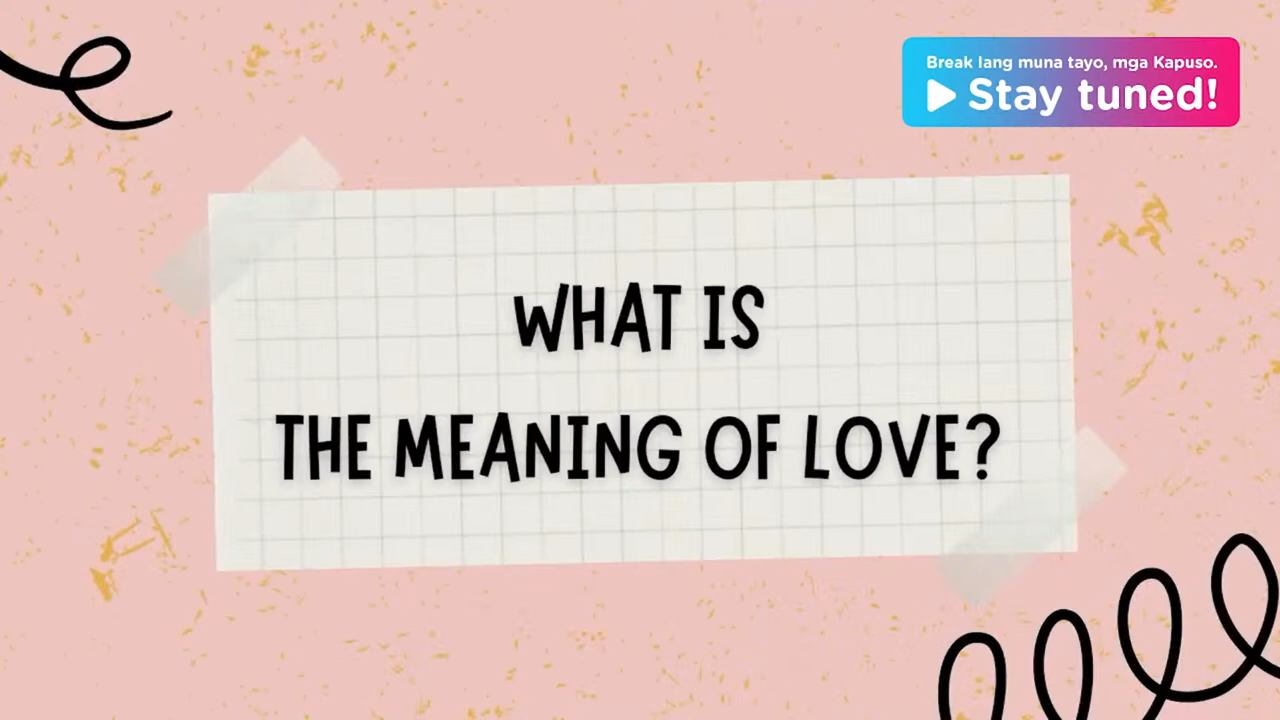 Break lang muna tayo, mga Kapuso.
Stay tuned!
WHAT IS
THE MEANING OF LOVE?